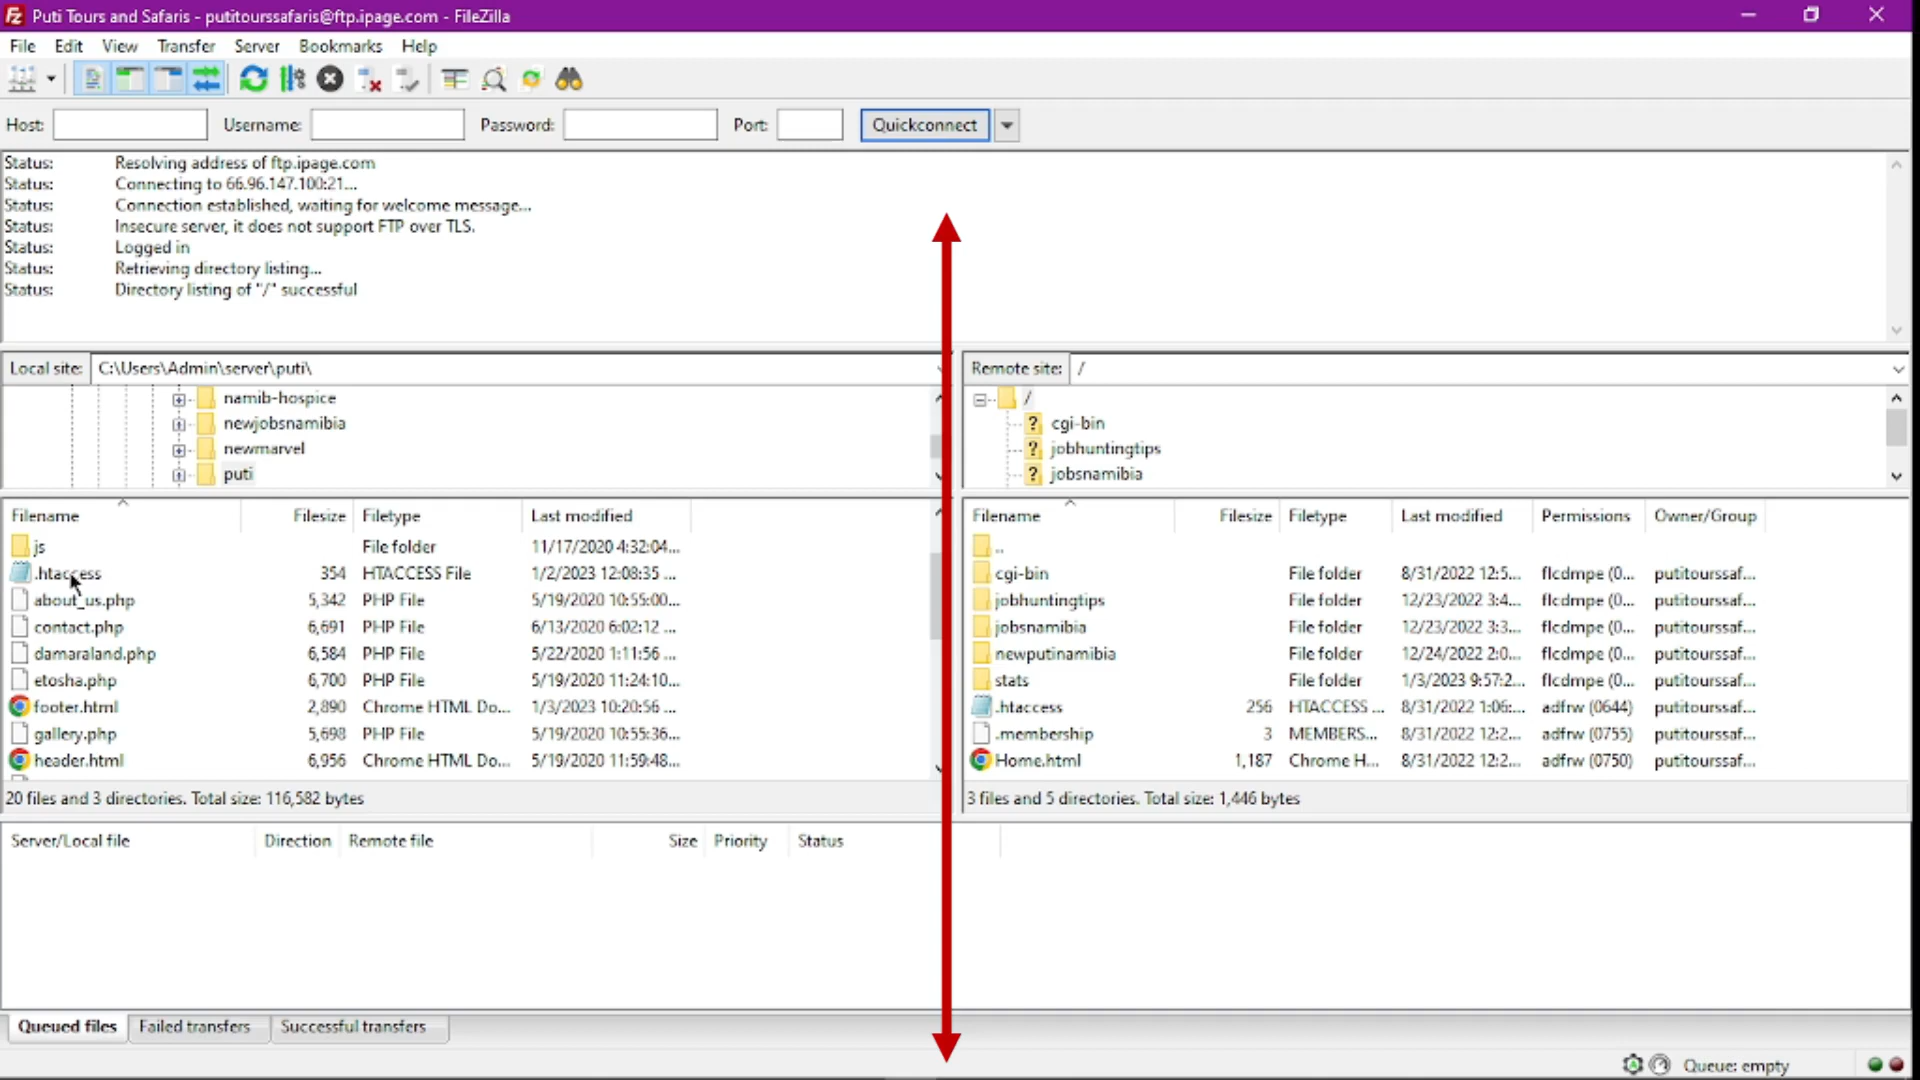 Puti Tours and Safaris - putitourssafaris@ftp.ipage.com - FileZilla
File Edit View Transfer Server Bookmarks Help
Host: Username: Password: Port: Quickconnect
Status: Resolving address of ftp.ipage.com
Status: Connecting to 66.96.147.100:21...
Status: Connection established, waiting for welcome message...
Status: Insecure server, it does not support FTP over TLS.
Status: Logged in
Status: Retrieving directory listing...
Status: Directory listing of "/" successful
Local site: C:\Users\Admin\server\puti\
namib-hospice
newjobsnamibia
newmarvel
puti
Filename Filesize Filetype Last modified
js File folder 11/17/2020 4:32:04...
.htaccess 354 HTACCESS File 1/2/2023 12:08:35 ...
about_us.php 5,342 PHP File 5/19/2020 10:55:00...
contact.php 6,691 PHP File 6/13/2020 6:02:12 ...
damaraland.php 6,584 PHP File 5/22/2020 1:11:56 ...
etosha.php 6,700 PHP File 5/19/2020 11:24:10...
footer.html 2,890 Chrome HTML Do... 1/3/2023 10:20:56 ...
gallery.php 5,698 PHP File 5/19/2020 10:55:36...
header.html 6,956 Chrome HTML Do... 5/19/2020 11:59:48...
20 files and 3 directories. Total size: 116,582 bytes
Remote site: /
/
? cgi-bin
? jobhuntingtips
? jobsnamibia
Filename Filesize Filetype Last modified Permissions Owner/Group
..
cgi-bin File folder 8/31/2022 12:5... flcdmpe (0... putitourssaf...
jobhuntingtips File folder 12/23/2022 3:4... flcdmpe (0... putitourssaf...
jobsnamibia File folder 12/23/2022 3:3... flcdmpe (0... putitourssaf...
newputinamibia File folder 12/24/2022 2:0... flcdmpe (0... putitourssaf...
stats File folder 1/3/2023 9:57:2... flcdmpe (0... putitourssaf...
.htaccess 256 HTACCESS ... 8/31/2022 1:06:... adfrw (0644) putitourssaf...
.membership 3 MEMBERS... 8/31/2022 12:2... adfrw (0755) putitourssaf...
Home.html 1,187 Chrome H... 8/31/2022 12:2... adfrw (0750) putitourssaf...
3 files and 5 directories. Total size: 1,446 bytes
Server/Local file Direction Remote file Size Priority Status
Queued files Failed transfers Successful transfers
Queue: empty